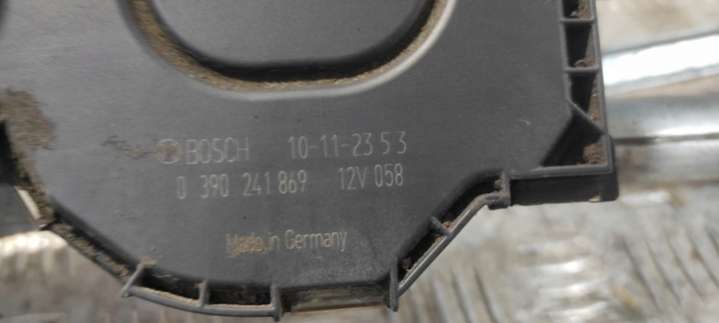 BOSCH 10-11-23 5 3
0 390 241 869 12V 058
Made in Germany